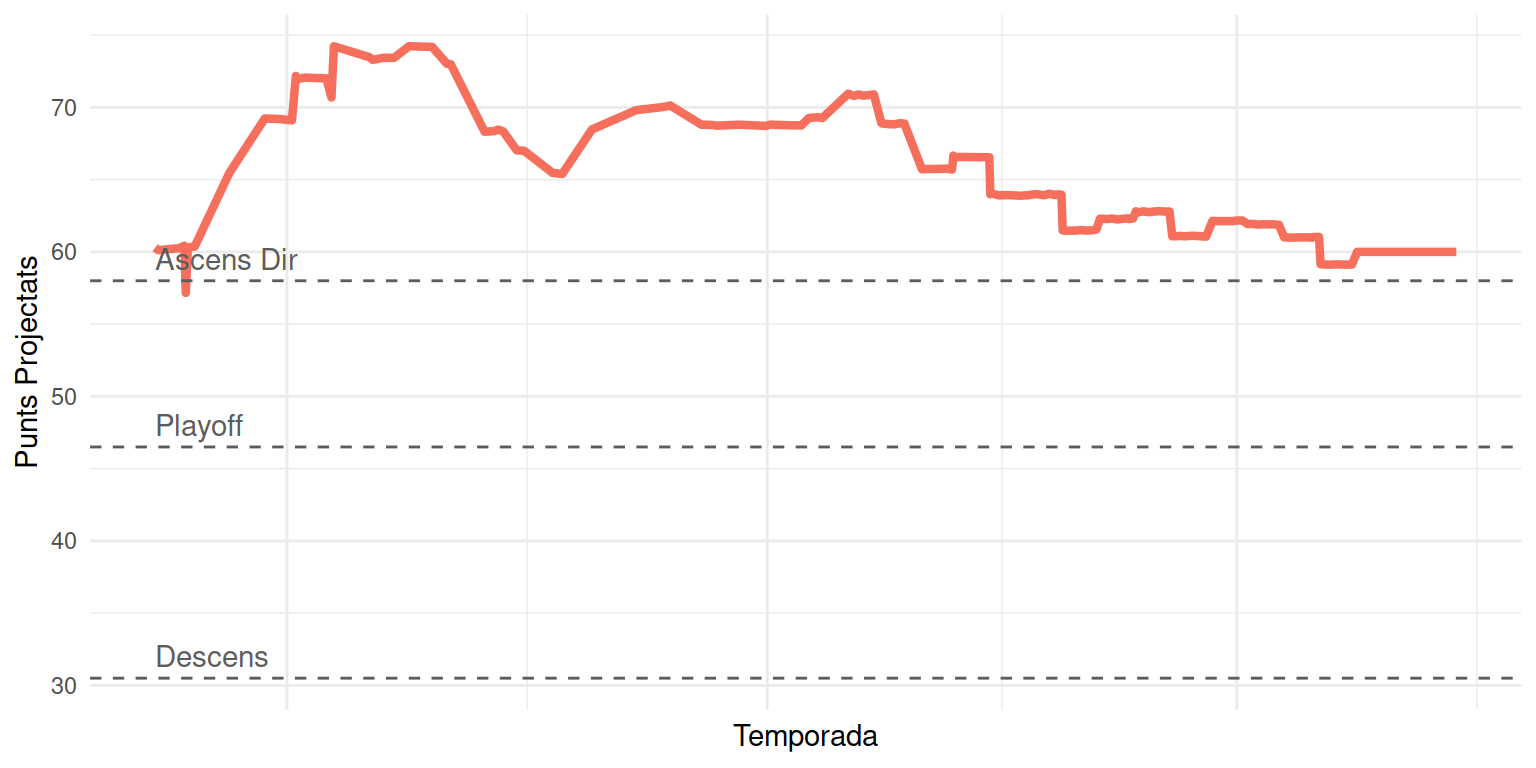 Punts Projectats
70
60
50
40
30
Ascens Dir
Playoff
Descens
Temporada